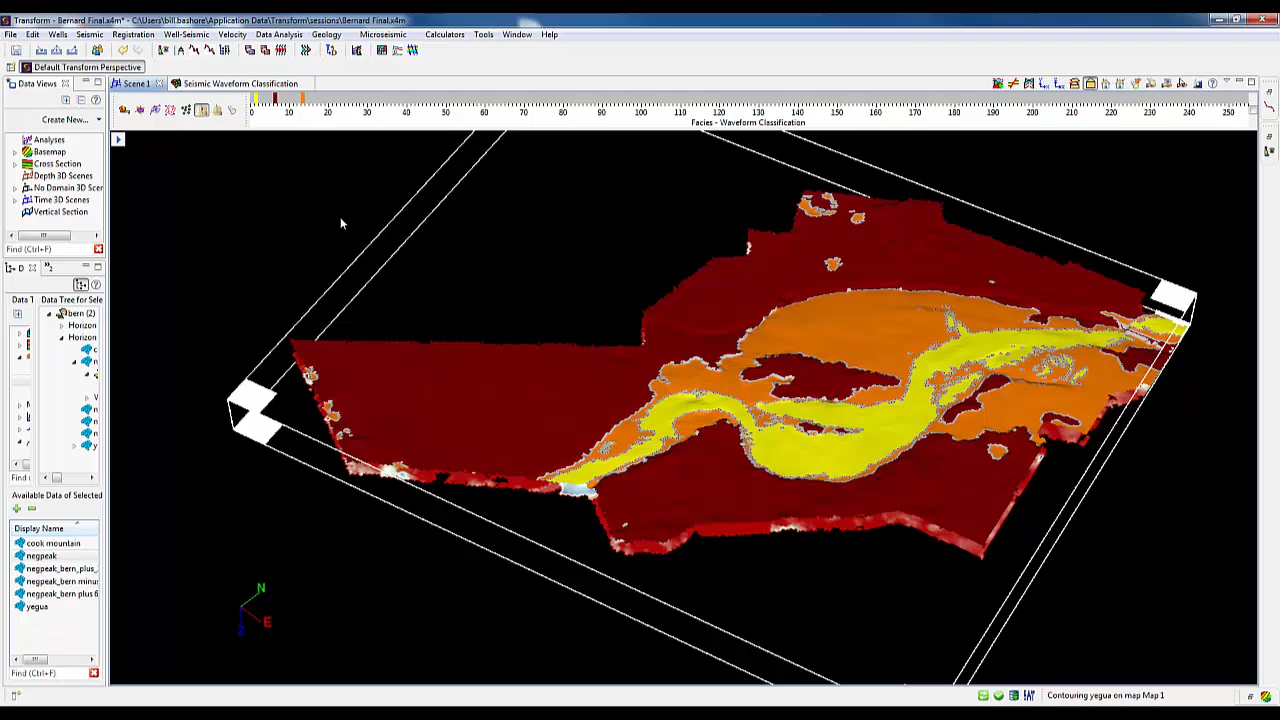 Transform - Bernard Final.x4m* - C:\Users\bill.bashore\Application Data\Transform\sessions\Bernard Final.x4m
File Edit Wells Seismic Registration Well-Seismic Velocity Data Analysis Geology Microseismic Calculators Tools Window Help
Default Transform Perspective
Data Views
Scene 1
Seismic Waveform Classification
0 10 20 30 40 50 60 70 80 90 100 110 120 130 140 150 160 170 180 190 200 210 220 230 240 250
Facies - Waveform Classification
Create New...
Analyses
Basemap
Cross Section
Depth 3D Scenes
No Domain 3D Scer
Time 3D Scenes
Vertical Section
Find (Ctrl+F)
D
2
Data T
Data Tree for Sele
bern (2)
Horizon
Horizon
c
n
V
n
n
n
y
Find (
Available Data of Selected
Display Name
cook mountain
negpeak
negpeak_bern_plus_
negpeak_bern minus
negpeak_bern plus 6
yegua
Find (Ctrl+F)
N
E
Z
Contouring yegua on map Map 1